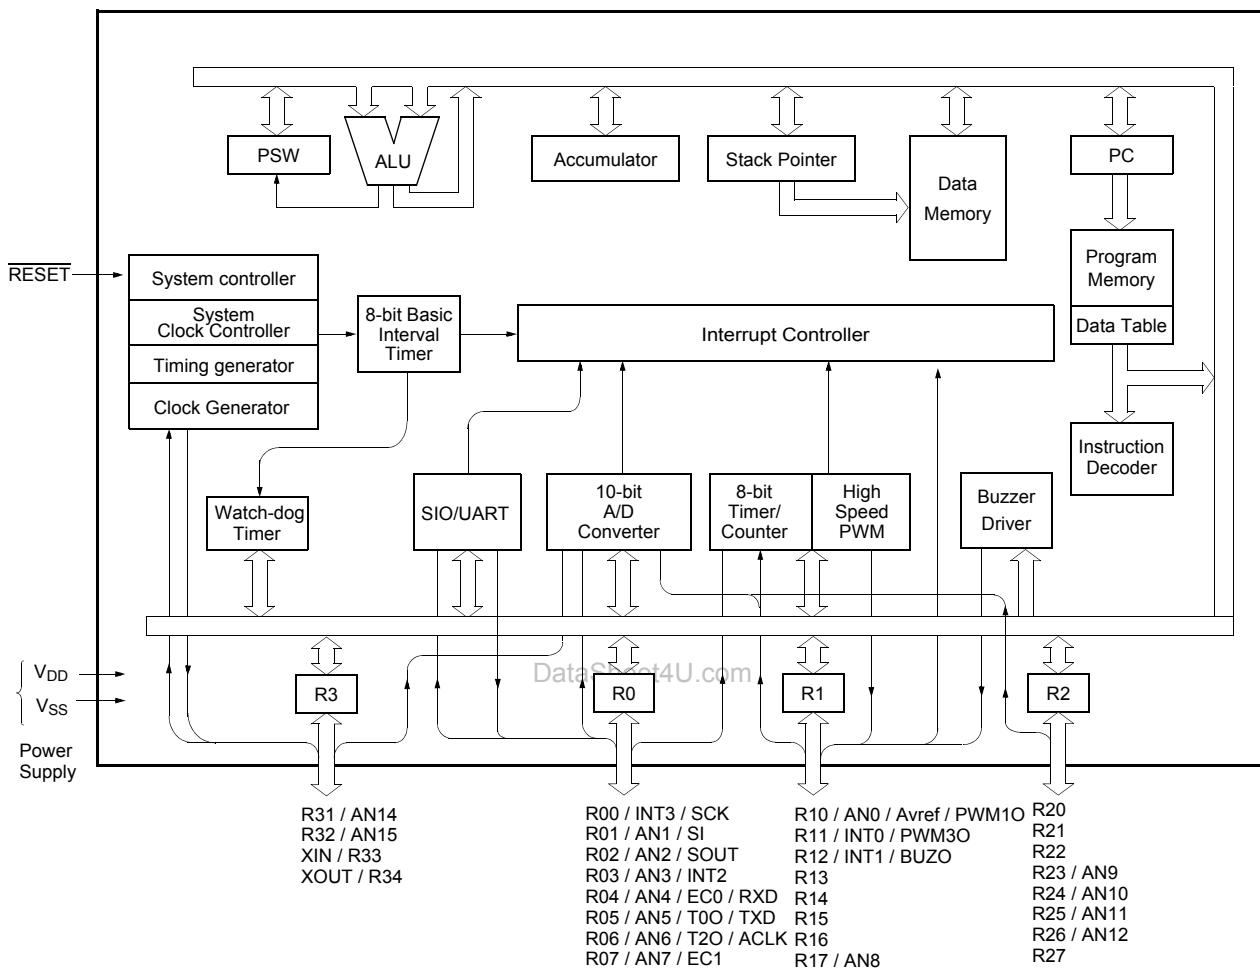 PSW
ALU
Accumulator
Stack Pointer
Data
Memory
PC
Program
Memory
Data Table
Instruction
Decoder
RESET
System controller
System
Clock Controller
Timing generator
Clock Generator
8-bit Basic
Interval
Timer
Interrupt Controller
Watch-dog
Timer
SIO/UART
10-bit
A/D
Converter
8-bit
Timer/
Counter
High
Speed
PWM
Buzzer
Driver
DataSheet4U.com
VDD
VSS
Power
Supply
R3
R0
R1
R2
R31 / AN14
R32 / AN15
XIN / R33
XOUT / R34
R00 / INT3 / SCK
R01 / AN1 / SI
R02 / AN2 / SOUT
R03 / AN3 / INT2
R04 / AN4 / EC0 / RXD
R05 / AN5 / T0O / TXD
R06 / AN6 / T2O / ACLK
R07 / AN7 / EC1
R10 / AN0 / Avref / PWM1O
R11 / INT0 / PWM3O
R12 / INT1 / BUZO
R13
R14
R15
R16
R17 / AN8
R20
R21
R22
R23 / AN9
R24 / AN10
R25 / AN11
R26 / AN12
R27